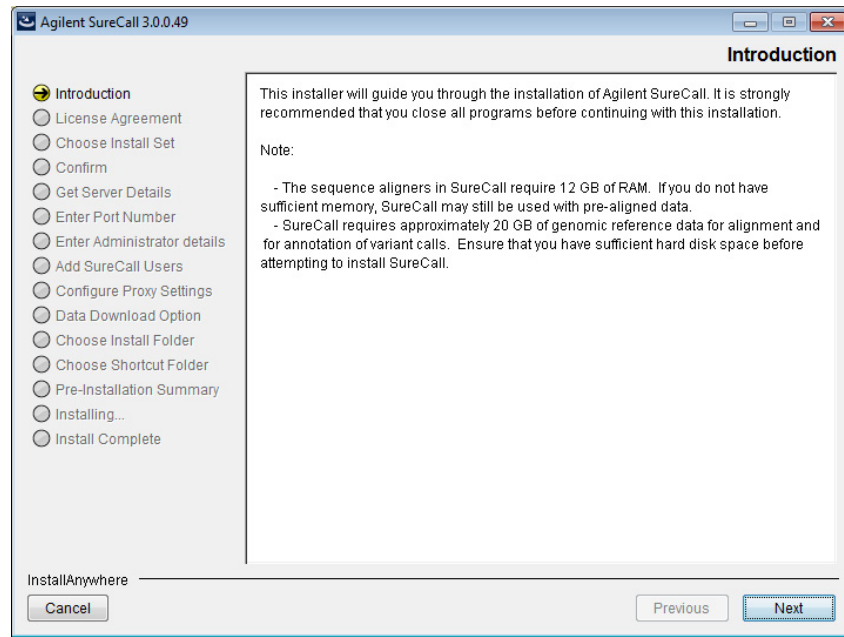 Agilent SureCall 3.0.0.49
Introduction
Introduction
License Agreement
Choose Install Set
Confirm
Get Server Details
Enter Port Number
Enter Administrator details
Add SureCall Users
Configure Proxy Settings
Data Download Option
Choose Install Folder
Choose Shortcut Folder
Pre-Installation Summary
Installing...
Install Complete
This installer will guide you through the installation of Agilent SureCall. It is strongly
recommended that you close all programs before continuing with this installation.
Note:
- The sequence aligners in SureCall require 12 GB of RAM. If you do not have
sufficient memory, SureCall may still be used with pre-aligned data.
- SureCall requires approximately 20 GB of genomic reference data for alignment and
for annotation of variant calls. Ensure that you have sufficient hard disk space before
attempting to install SureCall.
InstallAnywhere
Cancel
Previous
Next